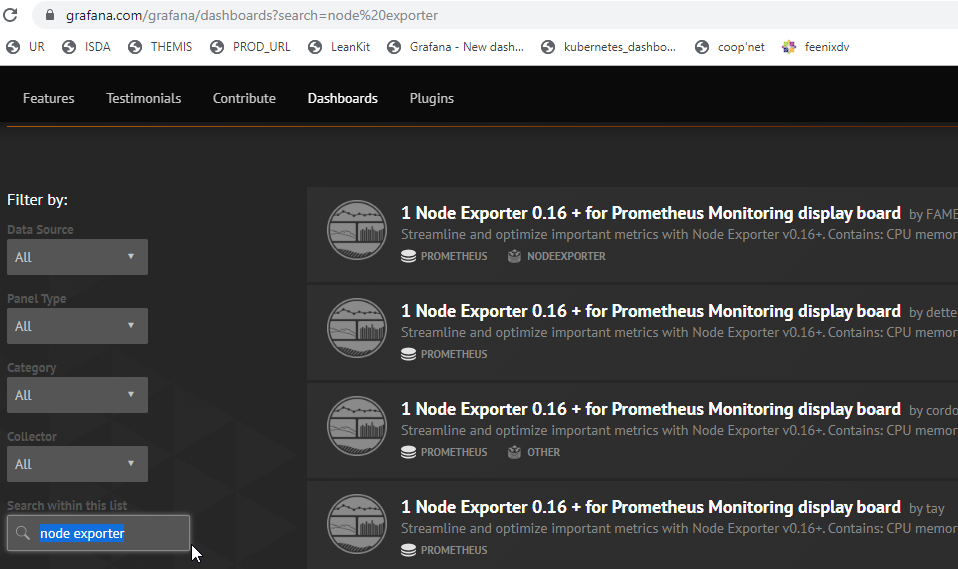 grafana.com/grafana/dashboards?search=node%20exporter
UR ISDA THEMIS PROD_URL LeanKit Grafana - New dash... kubernetes_dashbo... coop'net feenixdv
Features Testimonials Contribute Dashboards Plugins
Filter by:
Data Source
All
Panel Type
All
Category
All
Collector
All
Search within this list
node exporter
1 Node Exporter 0.16 + for Prometheus Monitoring display board by FAME
Streamline and optimize important metrics with Node Exporter v0.16+. Contains: CPU memor
PROMETHEUS NODEEXPORTER
1 Node Exporter 0.16 + for Prometheus Monitoring display board by dette
Streamline and optimize important metrics with Node Exporter v0.16+. Contains: CPU memor
PROMETHEUS
1 Node Exporter 0.16 + for Prometheus Monitoring display board by cordo
Streamline and optimize important metrics with Node Exporter v0.16+. Contains: CPU memor
PROMETHEUS OTHER
1 Node Exporter 0.16 + for Prometheus Monitoring display board by tay
Streamline and optimize important metrics with Node Exporter v0.16+. Contains: CPU memor
PROMETHEUS